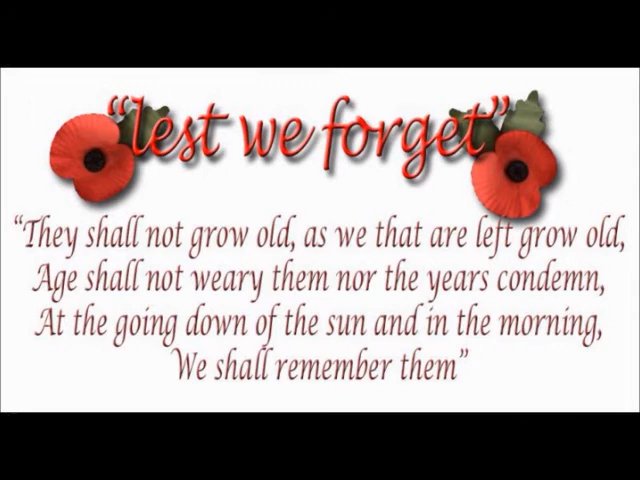 “lest we forget”
“They shall not grow old, as we that are left grow old,
Age shall not weary them nor the years condemn,
At the going down of the sun and in the morning,
We shall remember them”